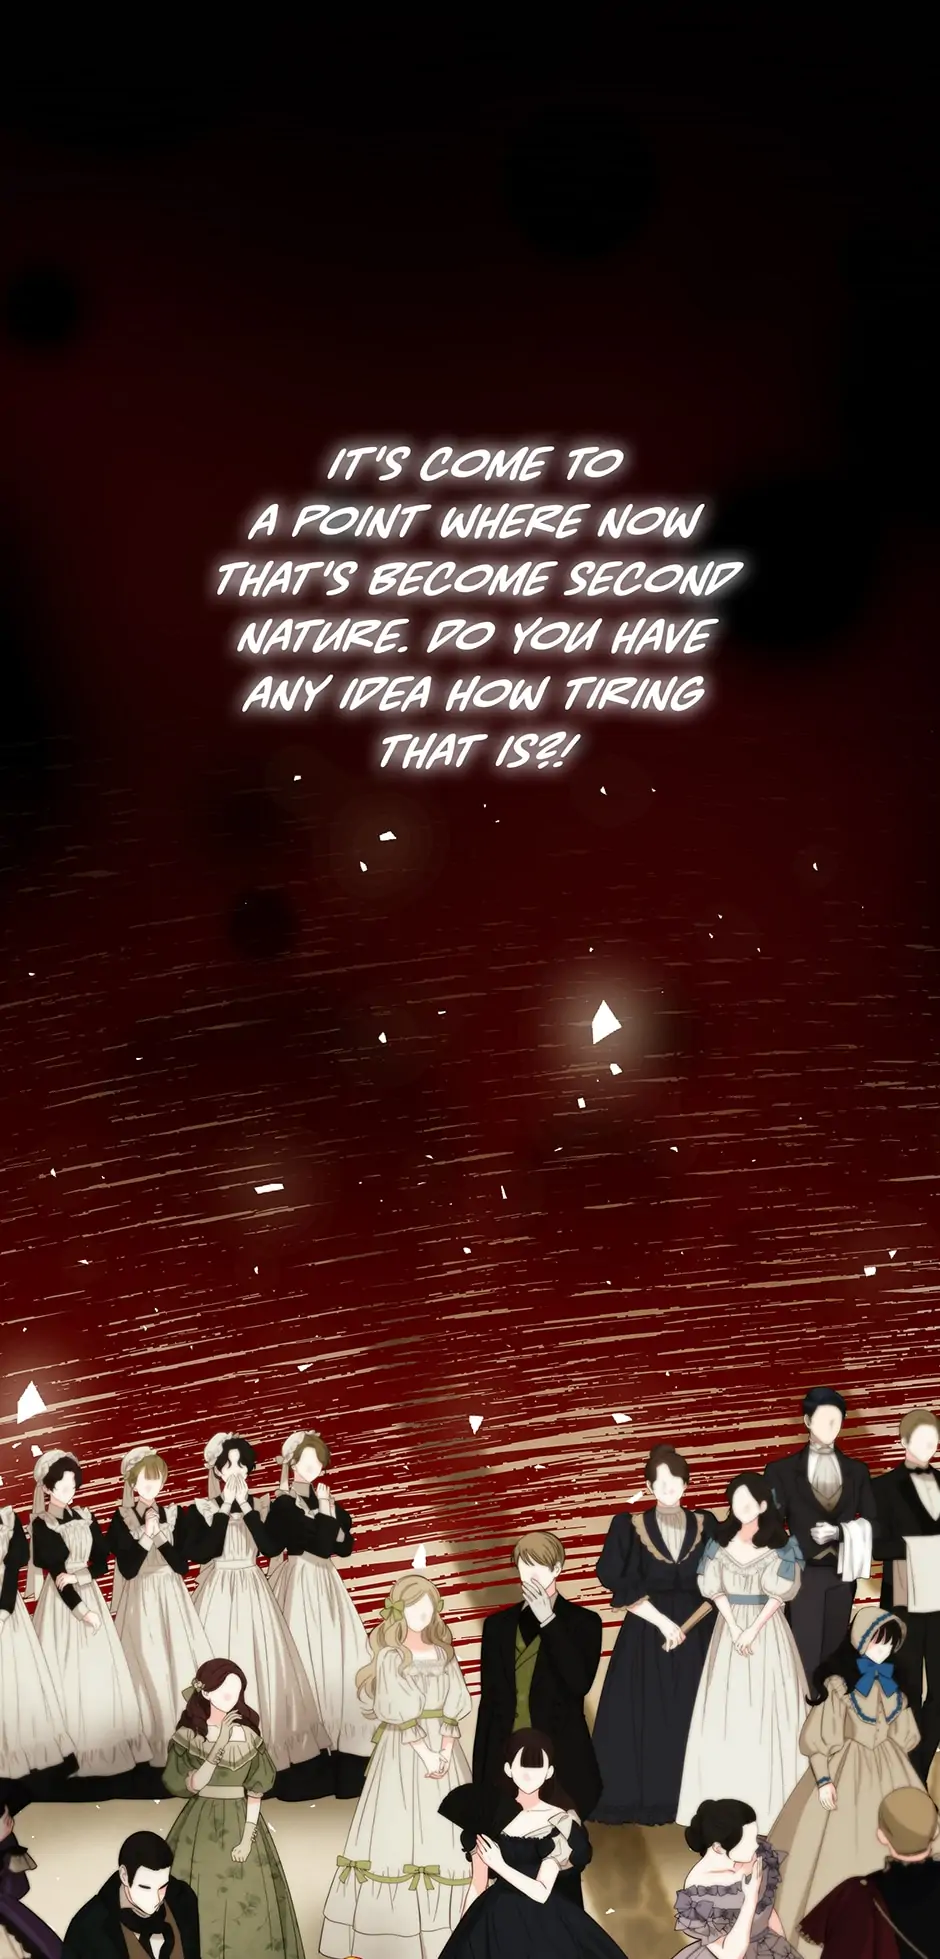 IT'S COME TO
A POINT WHERE NOW
THAT'S BECOME SECOND
NATURE. DO YOU HAVE
ANY IDEA HOW TIRING
THAT IS?!